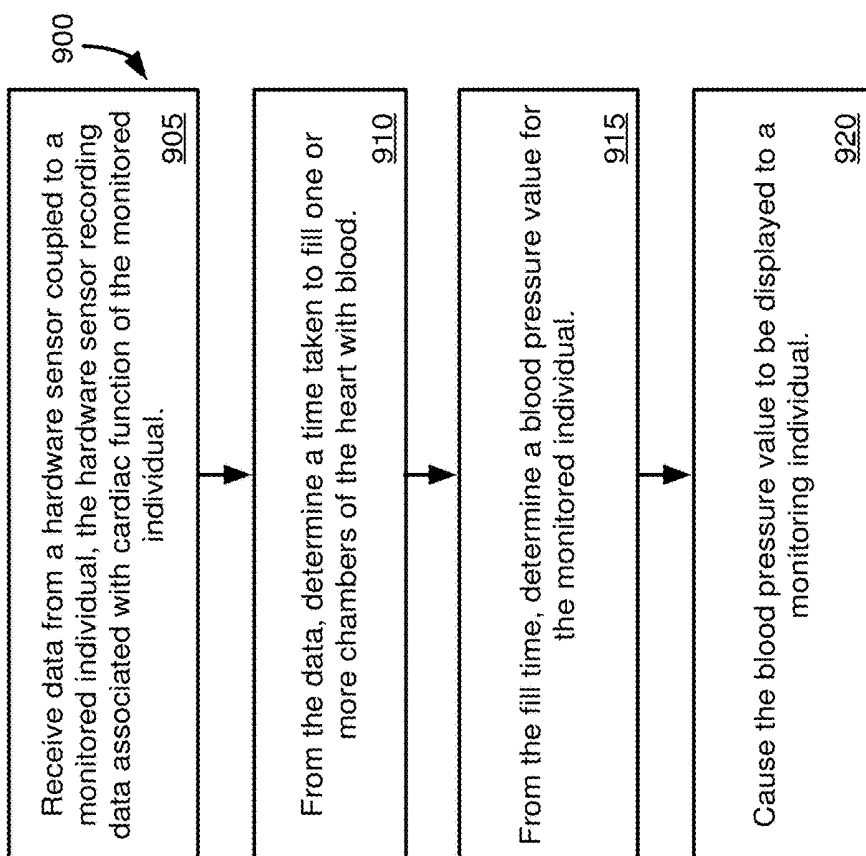 900
Receive data from a hardware sensor coupled to a
monitored individual, the hardware sensor recording
data associated with cardiac function of the monitored
individual.
905
From the data, determine a time taken to fill one or
more chambers of the heart with blood.
910
From the fill time, determine a blood pressure value for
the monitored individual.
915
Cause the blood pressure value to be displayed to a
monitoring individual.
920